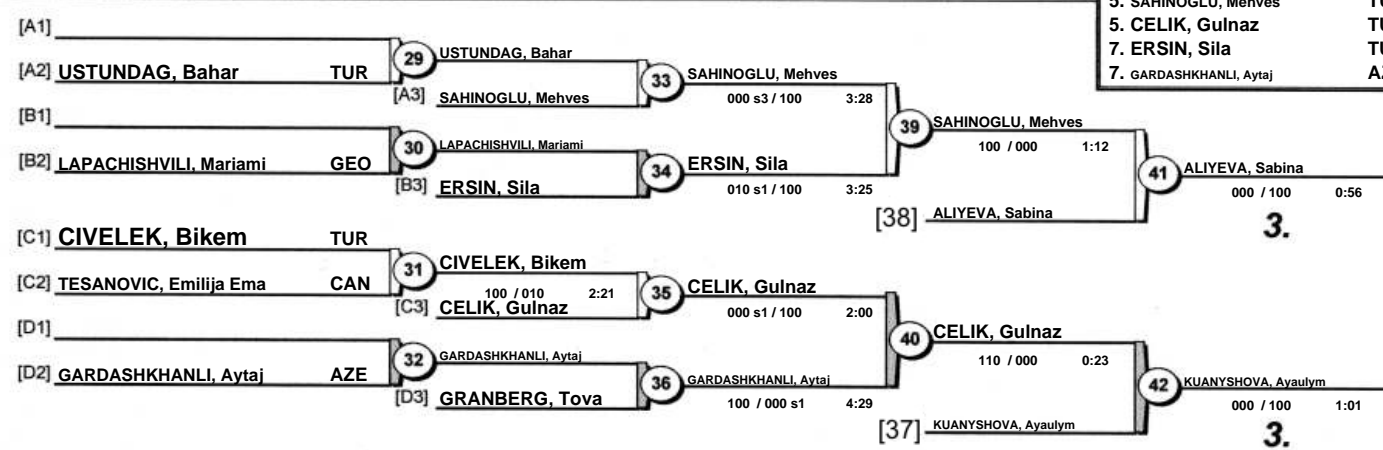 5. SAHINOGLU, Mehves
5. CELIK, Gulnaz
7. ERSIN, Sila
7. GARDASHKHANLI, Aytaj
[A1]
[A2] USTUNDAG, Bahar TUR
29
USTUNDAG, Bahar
[A3] SAHINOGLU, Mehves
33
SAHINOGLU, Mehves
000 s3 / 100 3:28
[B1]
[B2] LAPACHISHVILI, Mariami GEO
30
LAPACHISHVILI, Mariami
[B3] ERSIN, Sila
34
ERSIN, Sila
010 s1 / 100 3:25
39
SAHINOGLU, Mehves
100 / 000 1:12
[38] ALIYEVA, Sabina
41
ALIYEVA, Sabina
000 / 100 0:56
3.
[C1] CIVELEK, Bikem TUR
[C2] TESANOVIC, Emilija Ema CAN
31
CIVELEK, Bikem
100 / 010 2:21
[C3] CELIK, Gulnaz
35
CELIK, Gulnaz
000 s1 / 100 2:00
[D1]
[D2] GARDASHKHANLI, Aytaj AZE
32
GARDASHKHANLI, Aytaj
[D3] GRANBERG, Tova
36
GARDASHKHANLI, Aytaj
100 / 000 s1 4:29
40
CELIK, Gulnaz
110 / 000 0:23
[37] KUANYSHOVA, Ayaulym
42
KUANYSHOVA, Ayaulym
000 / 100 1:01
3.